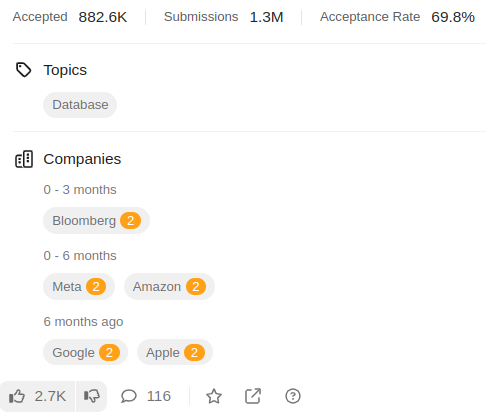 Accepted 882.6K Submissions 1.3M Acceptance Rate 69.8%
Topics
Database
Companies
0 - 3 months
Bloomberg 2
0 - 6 months
Meta 2 Amazon 2
6 months ago
Google 2 Apple 2
2.7K 116